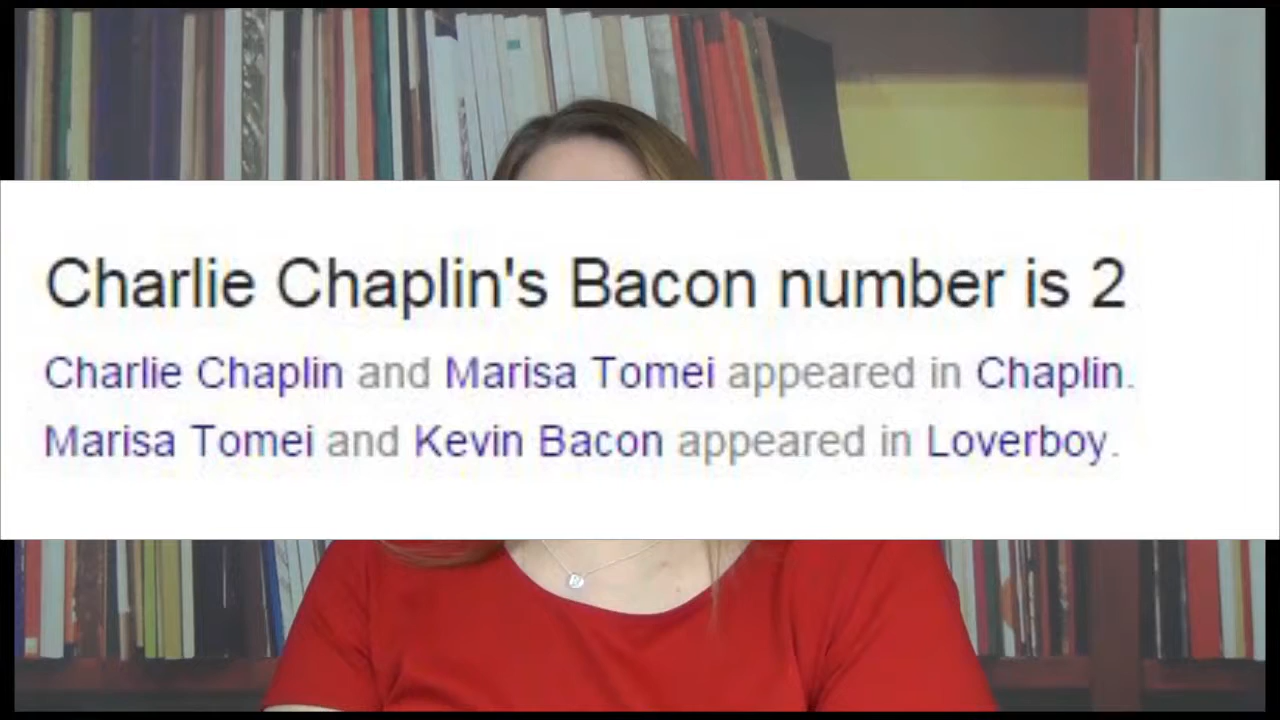 Charlie Chaplin's Bacon number is 2
Charlie Chaplin and Marisa Tomei appeared in Chaplin.
Marisa Tomei and Kevin Bacon appeared in Loverboy.